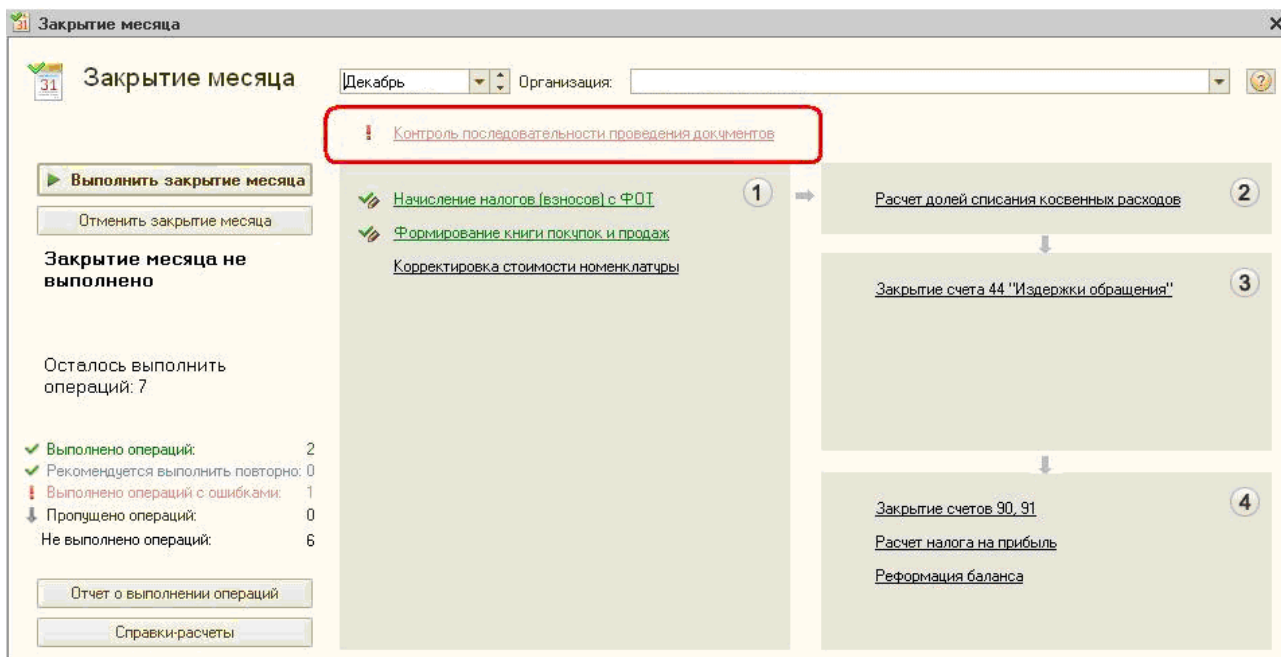 Закрытие месяца
31
Закрытие месяца
Декабрь
Организация:
?
! Контроль последовательности проведения документов
Выполнить закрытие месяца
Отменить закрытие месяца
Закрытие месяца не
выполнено
Осталось выполнить
операций: 7
Выполнено операций: 2
Рекомендуется выполнить повторно: 0
! Выполнено операций с ошибками: 1
Пропущено операций: 0
Не выполнено операций: 6
Отчет о выполнении операций
Справки-расчеты
1
Начисление налогов (взносов) с ФОТ
Формирование книги покупок и продаж
Корректировка стоимости номенклатуры
2
Расчет долей списания косвенных расходов
3
Закрытие счета 44 "Издержки обращения"
4
Закрытие счетов 90, 91
Расчет налога на прибыль
Реформация баланса